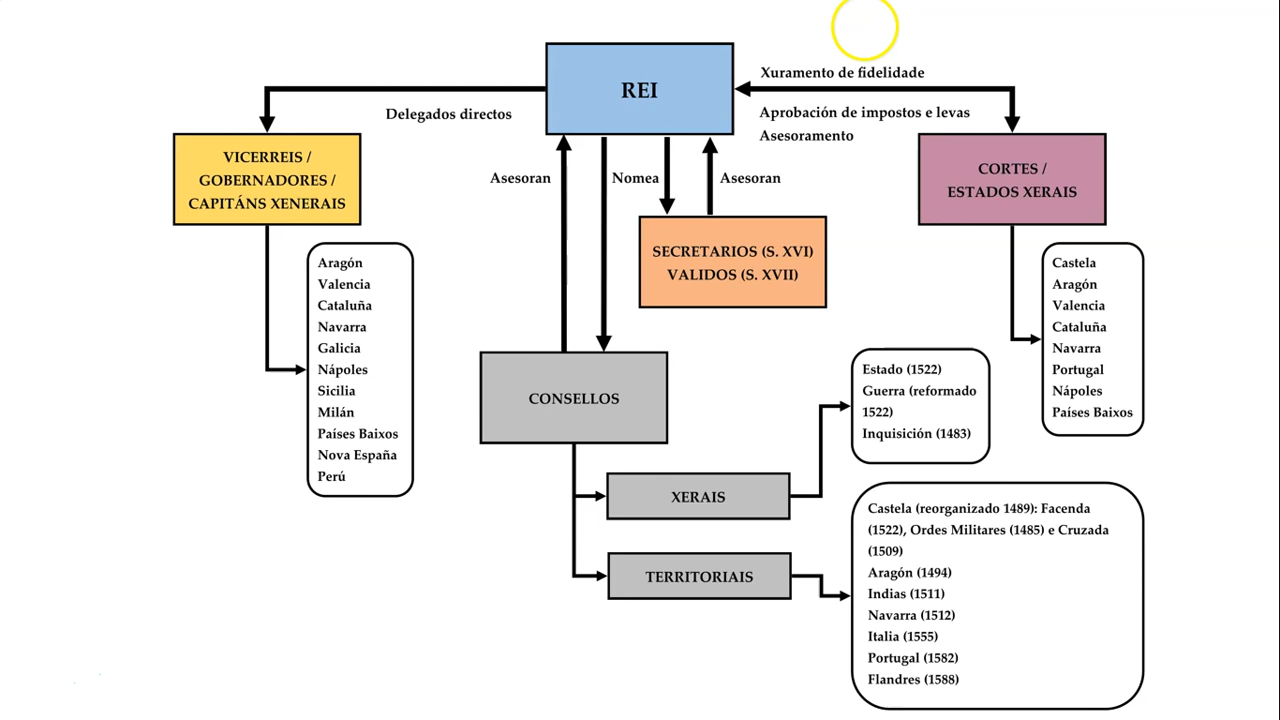 REI
Xuramento de fidelidade
Delegados directos
Aprobación de impostos e levas
Asesoramento
VICERREIS /
GOBERNADORES /
CAPITÁNS XENERAIS
CORTES /
ESTADOS XERAIS
Asesoran
Nomea
Asesoran
SECRETARIOS (S. XVI)
VALIDOS (S. XVII)
Aragón
Valencia
Cataluña
Navarra
Galicia
Nápoles
Sicilia
Milán
Países Baixos
Nova España
Perú
Castela
Aragón
Valencia
Cataluña
Navarra
Portugal
Nápoles
Países Baixos
CONSELLOS
Estado (1522)
Guerra (reformado
1522)
Inquisición (1483)
XERAIS
TERRITORIAIS
Castela (reorganizado 1489): Facenda
(1522), Ordes Militares (1485) e Cruzada
(1509)
Aragón (1494)
Indias (1511)
Navarra (1512)
Italia (1555)
Portugal (1582)
Flandres (1588)